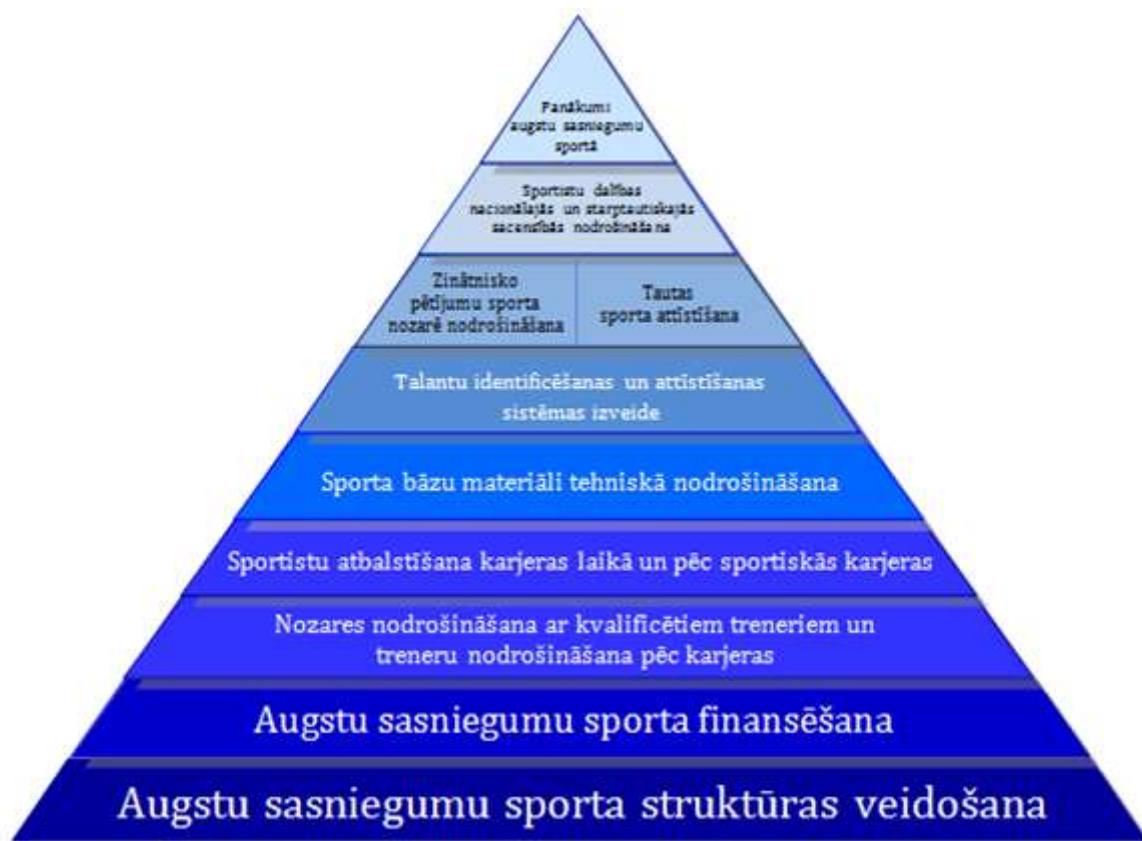 Panākumi
augstu sasniegumu
sportā
Sportistu dalības
nacionālajās un starptautiskajās
sacensībās nodrošināšana
Zinātnisko
pētījumu sporta
nozarē nodrošināšana
Tautas
sporta attīstīšana
Talantu identificēšanas un attīstīšanas
sistēmas izveide
Sporta bāzu materiāli tehniskā nodrošināšana
Sportistu atbalstīšana karjeras laikā un pēc sportiskās karjeras
Nozares nodrošināšana ar kvalificētiem treneriem un
treneru nodrošināšana pēc karjeras
Augstu sasniegumu sporta finansēšana
Augstu sasniegumu sporta struktūras veidošana